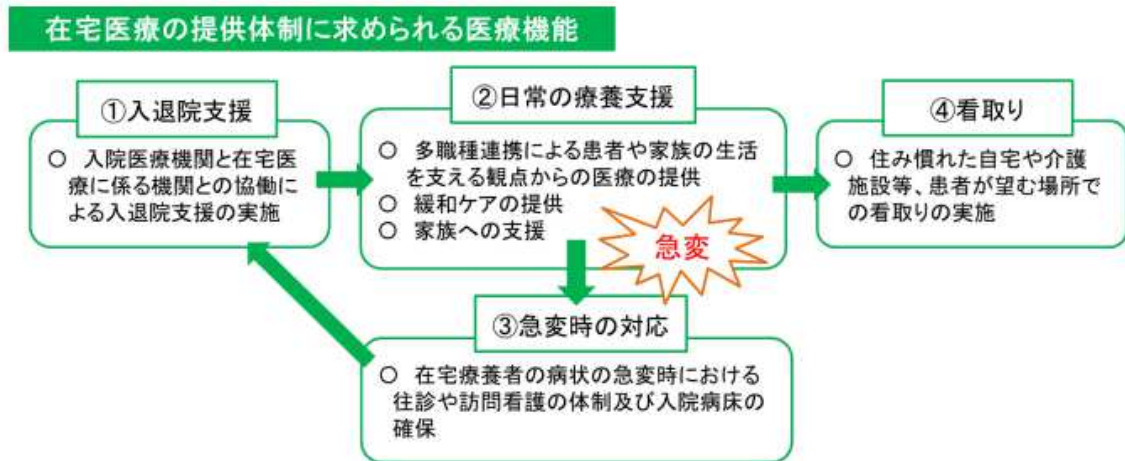 在宅医療の提供体制に求められる医療機能
①入退院支援
○ 入院医療機関と在宅医
療に係る機関との協働に
よる入退院支援の実施
②日常の療養支援
○ 多職種連携による患者や家族の生活
を支える観点からの医療の提供
○ 緩和ケアの提供
○ 家族への支援
急変
③急変時の対応
○ 在宅療養者の病状の急変時における
往診や訪問看護の体制及び入院病床の
確保
④看取り
○ 住み慣れた自宅や介護
施設等、患者が望む場所で
の看取りの実施